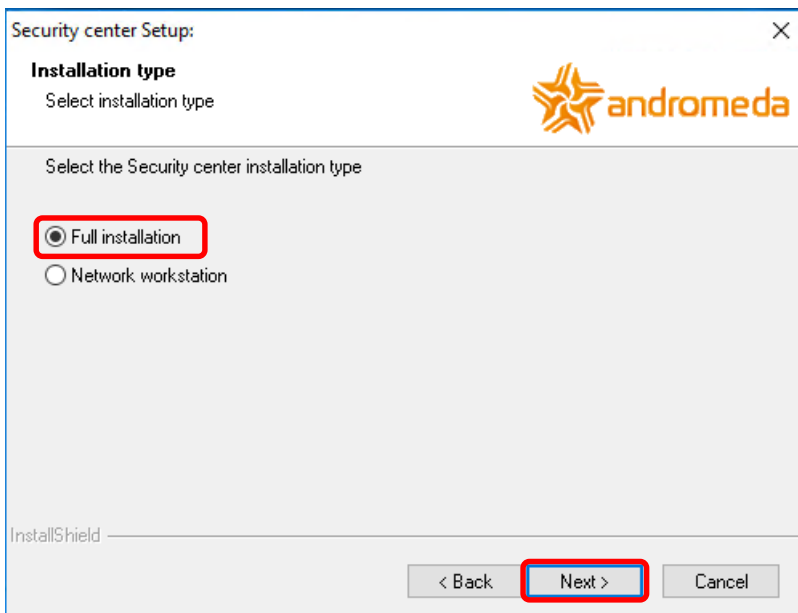 Security center Setup:
Installation type
Select installation type
andromeda
Select the Security center installation type
Full installation
Network workstation
InstallShield
< Back
Next >
Cancel